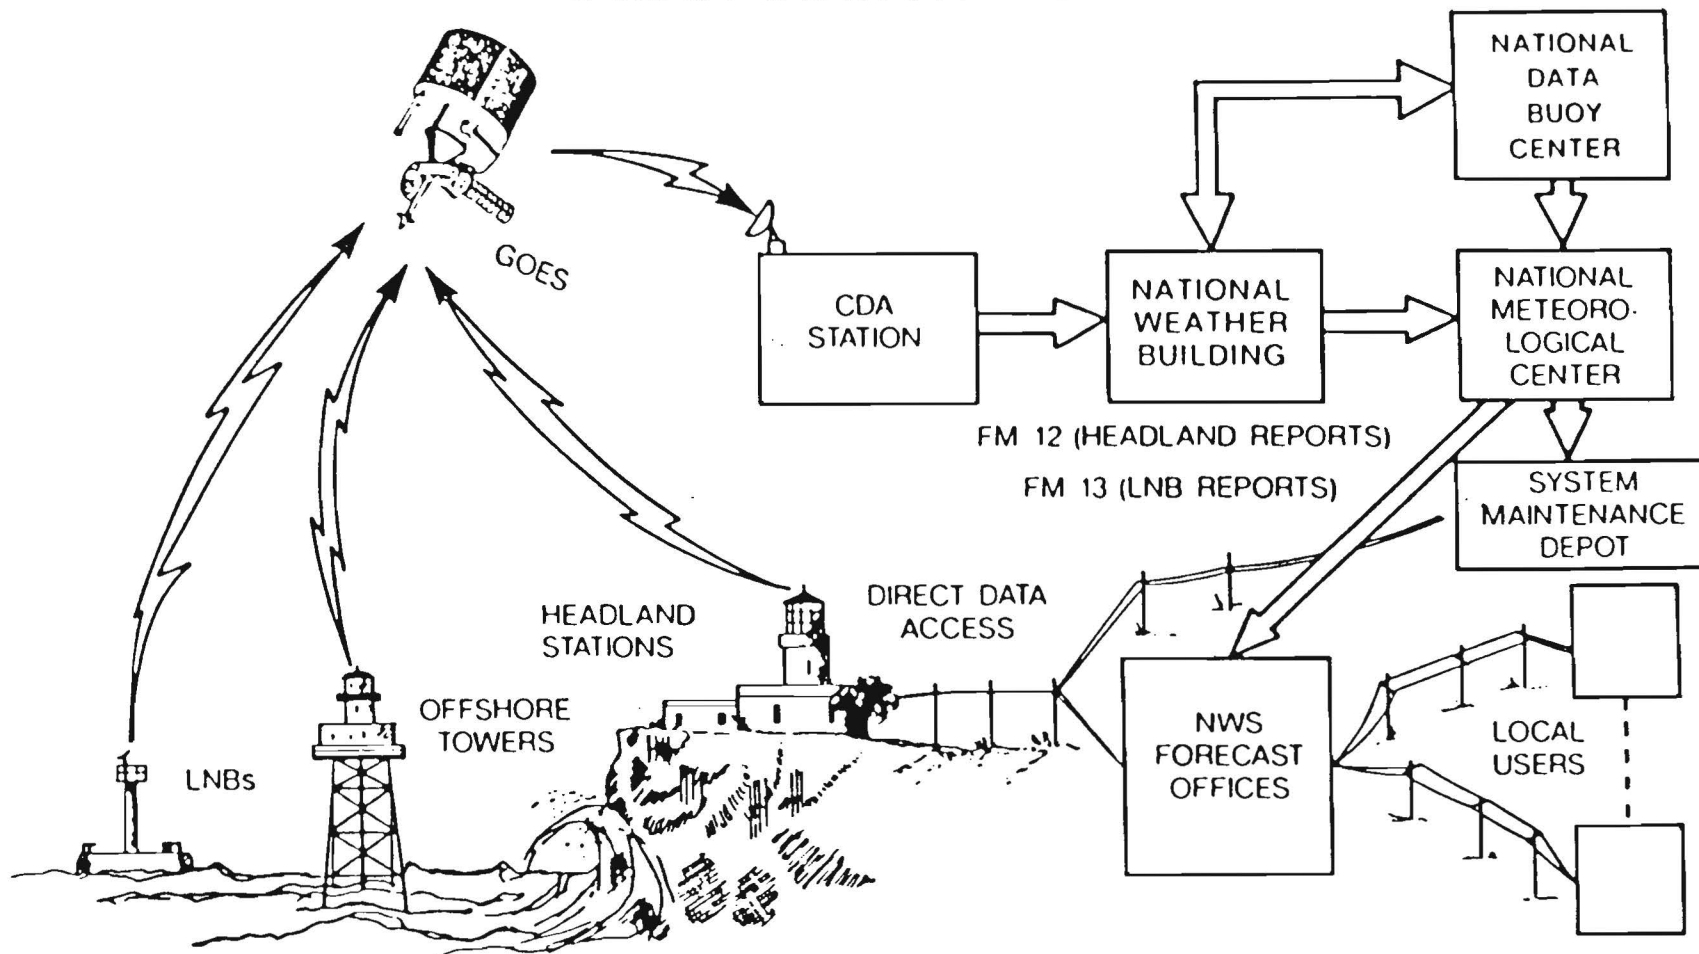 NATIONAL
DATA
BUOY
CENTER
GOES
CDA
STATION
NATIONAL
WEATHER
BUILDING
NATIONAL
METEORO-
LOGICAL
CENTER
FM 12 (HEADLAND REPORTS)
FM 13 (LNB REPORTS)
SYSTEM
MAINTENANCE
DEPOT
HEADLAND
STATIONS
DIRECT DATA
ACCESS
OFFSHORE
TOWERS
LNBs
NWS
FORECAST
OFFICES
LOCAL
USERS